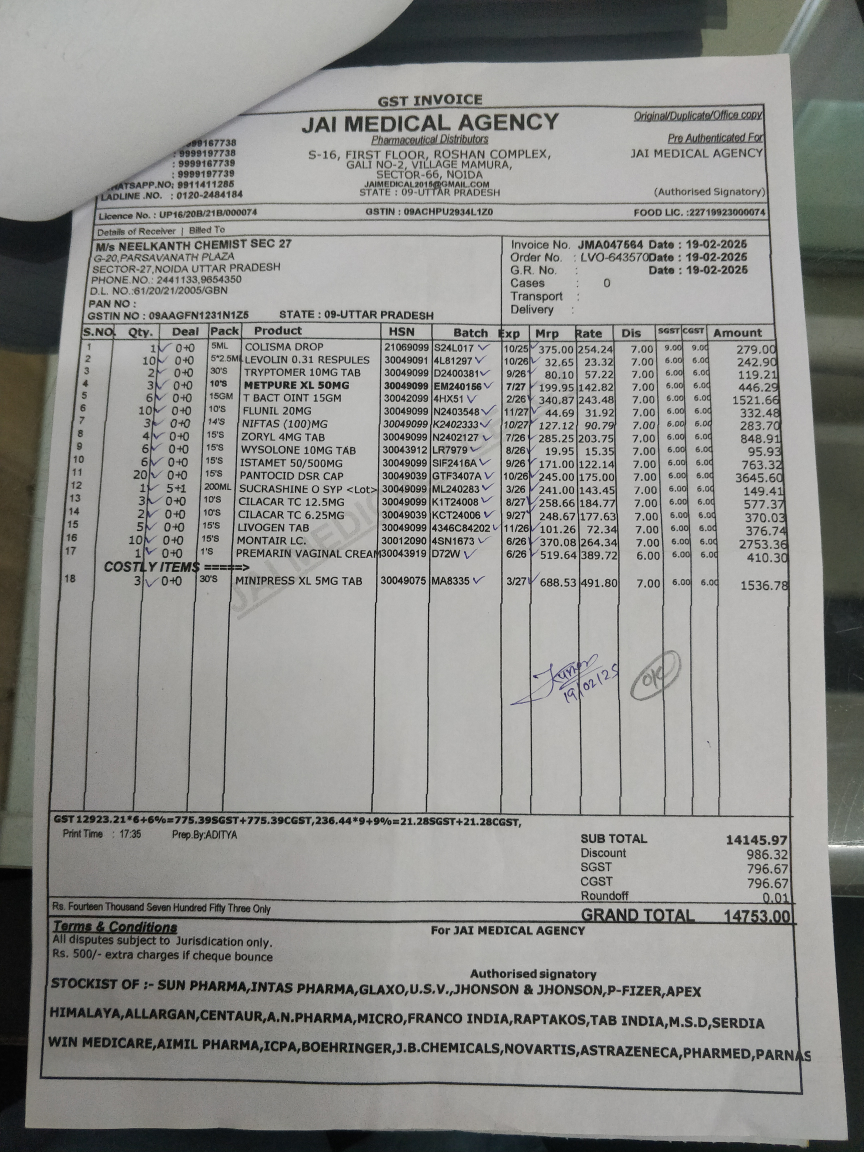 GST INVOICE
Original/Duplicate/Office copy
JAI MEDICAL AGENCY
Pharmaceutical Distributors
Pre Authenticated For
JAI MEDICAL AGENCY
S-16, FIRST FLOOR, ROSHAN COMPLEX,
GALI NO-2, VILLAGE MAMURA,
SECTOR-66, NOIDA
JAIMEDICAL2015@GMAIL.COM
STATE : 09-UTTAR PRADESH
(Authorised Signatory)
9999167738
: 9999197738
: 9999167739
: 9999197739
WHATSAPP.NO: 9911411285
LADLINE .NO. : 0120-2484184
Licence No. : UP16/20B/21B/000074 GSTIN : 09ACHPU2934L1Z0 FOOD LIC. :22719923000074
Details of Receiver | Billed To
M/s NEELKANTH CHEMIST SEC 27
G-20,PARSAVANATH PLAZA
SECTOR-27,NOIDA UTTAR PRADESH
PHONE.NO.: 2441133,9654350
D.L. NO.:61/20/21/2005/GBN
PAN NO :
GSTIN NO : 09AAGFN1231N1Z5 STATE : 09-UTTAR PRADESH
Invoice No. JMA047564 Date : 19-02-2025
Order No. : LVO-643570 Date : 19-02-2025
G.R. No. : Date : 19-02-2025
Cases : 0
Transport :
Delivery :
S.NO. Qty. Deal Pack Product HSN Batch Exp Mrp Rate Dis SGST CGST Amount
1 1 0+0 5ML COLISMA DROP 21069099 S24L017 10/25 375.00 254.24 7.00 9.00 9.00 279.00
2 10 0+0 5*2.5ML LEVOLIN 0.31 RESPULES 30049091 4L81297 10/26 32.65 23.32 7.00 6.00 6.00 242.90
3 2 0+0 30'S TRYPTOMER 10MG TAB 30049099 D2400381 9/26 80.10 57.22 7.00 6.00 6.00 119.21
4 3 0+0 10'S METPURE XL 50MG 30049099 EM240156 7/27 199.95 142.82 7.00 6.00 6.00 446.29
5 6 0+0 15GM T BACT OINT 15GM 30042099 4HX51 2/26 340.87 243.48 7.00 6.00 6.00 1521.66
6 10 0+0 10'S FLUNIL 20MG 30049099 N2403548 11/27 44.69 31.92 7.00 6.00 6.00 332.48
7 3 0+0 14'S NIFTAS (100)MG 30049099 K2402333 10/27 127.12 90.79 7.00 6.00 6.00 283.70
8 4 0+0 15'S ZORYL 4MG TAB 30049099 N2402127 7/26 285.25 203.75 7.00 6.00 6.00 848.91
9 6 0+0 15'S WYSOLONE 10MG TAB 30043912 LR7979 8/26 19.95 15.35 7.00 6.00 6.00 95.93
10 6 0+0 15'S ISTAMET 50/500MG 30049099 SIF2416A 9/26 171.00 122.14 7.00 6.00 6.00 763.32
11 20 0+0 15'S PANTOCID DSR CAP 30049039 GTF3407A 10/26 245.00 175.00 7.00 6.00 6.00 3645.60
12 1 5+1 200ML SUCRASHINE O SYP <Lot> 30049099 ML240283 3/26 241.00 143.45 7.00 6.00 6.00 149.41
13 3 0+0 10'S CILACAR TC 12.5MG 30049099 K1T24008 8/27 258.66 184.77 7.00 6.00 6.00 577.37
14 2 0+0 10'S CILACAR TC 6.25MG 30049039 KCT24006 9/27 248.67 177.63 7.00 6.00 6.00 370.03
15 5 0+0 15'S LIVOGEN TAB 30049099 4346C84202 11/26 101.26 72.34 7.00 6.00 6.00 376.74
16 10 0+0 15'S MONTAIR LC. 30012090 4SN1673 6/26 370.08 264.34 7.00 6.00 6.00 2753.36
17 1 0+0 1'S PREMARIN VAGINAL CREAM 30043919 D72W 6/26 519.64 389.72 6.00 6.00 6.00 410.30
COSTLY ITEMS =====>
18 3 0+0 30'S MINIPRESS XL 5MG TAB 30049075 MA8335 3/27 688.53 491.80 7.00 6.00 6.00 1536.78
19/02/25
GST 12923.21*6+6%=775.39SGST+775.39CGST,236.44*9+9%=21.28SGST+21.28CGST,
Print Time : 17:35 Prep.By:ADITYA
SUB TOTAL 14145.97
Discount 986.32
SGST 796.67
CGST 796.67
Roundoff 0.01
Rs. Fourteen Thousand Seven Hundred Fifty Three Only
GRAND TOTAL 14753.00
Terms & Conditions
For JAI MEDICAL AGENCY
All disputes subject to Jurisdication only.
Rs. 500/- extra charges if cheque bounce
Authorised signatory
STOCKIST OF :- SUN PHARMA,INTAS PHARMA,GLAXO,U.S.V.,JHONSON & JHONSON,P-FIZER,APEX
HIMALAYA,ALLARGAN,CENTAUR,A.N.PHARMA,MICRO,FRANCO INDIA,RAPTAKOS,TAB INDIA,M.S.D,SERDIA
WIN MEDICARE,AIMIL PHARMA,ICPA,BOEHRINGER,J.B.CHEMICALS,NOVARTIS,ASTRAZENECA,PHARMED,PARNAS